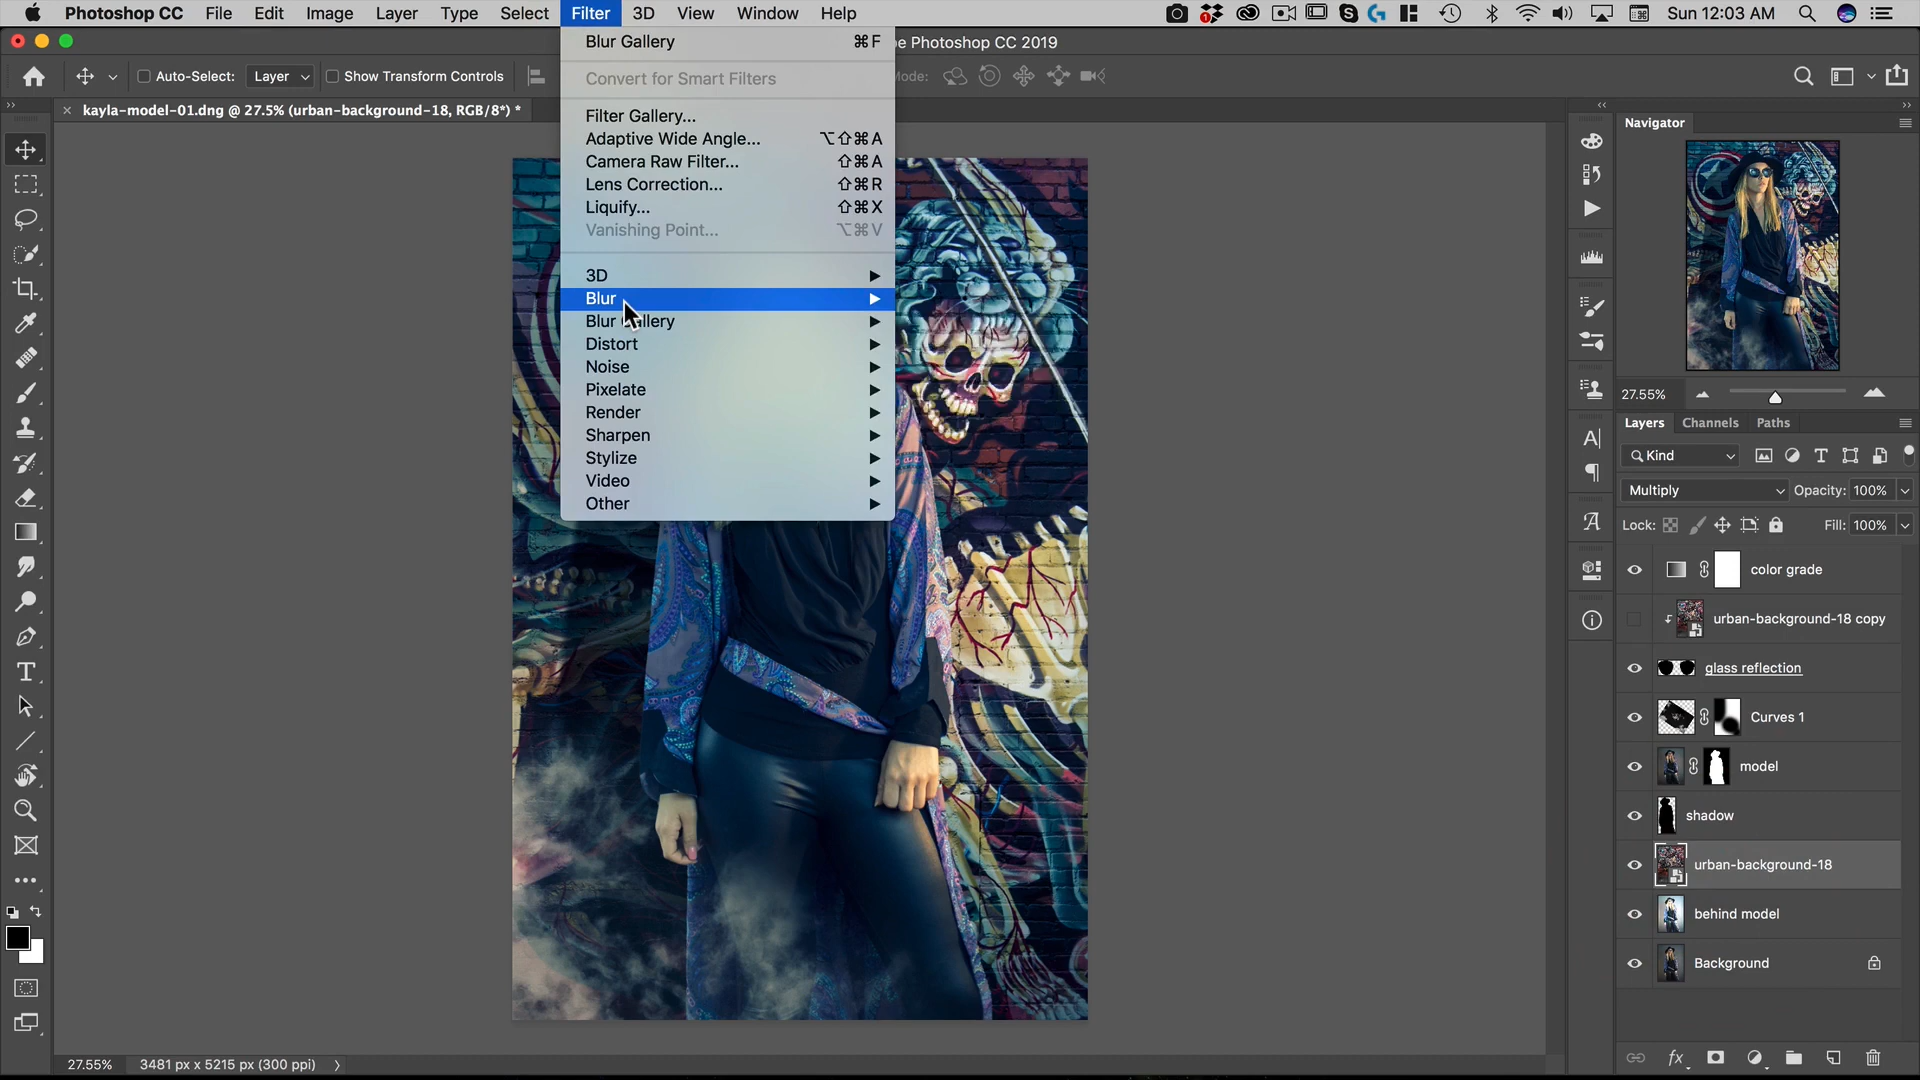 Photoshop CC File Edit Image Layer Type Select Filter 3D View Window Help Sun 12:03 AM
Blur Gallery ⌘F
e Photoshop CC 2019
Auto-Select: Layer Show Transform Controls
Convert for Smart Filters
Mode:
kayla-model-01.dng @ 27.5% (urban-background-18, RGB/8*) *
Filter Gallery...
Adaptive Wide Angle... ⌥⇧⌘A
Camera Raw Filter... ⇧⌘A
Lens Correction... ⇧⌘R
Liquify... ⇧⌘X
Vanishing Point... ⌥⌘V
3D
Blur
Blur Gallery
Distort
Noise
Pixelate
Render
Sharpen
Stylize
Video
Other
Navigator
27.55%
Layers Channels Paths
Kind
Multiply Opacity: 100%
Lock: Fill: 100%
color grade
urban-background-18 copy
glass reflection
Curves 1
model
shadow
urban-background-18
behind model
Background
fx
27.55% 3481 px x 5215 px (300 ppi)